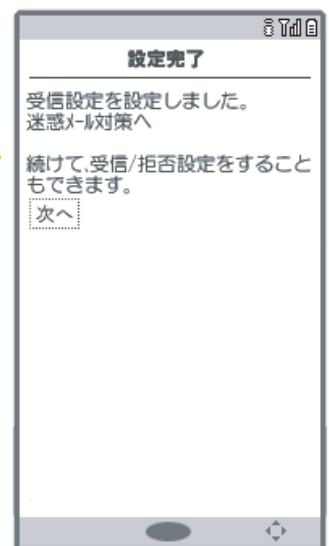 設定完了
受信設定を設定しました。
迷惑ﾒｰﾙ対策へ
続けて､受信/拒否設定をすること
もできます。
次へ